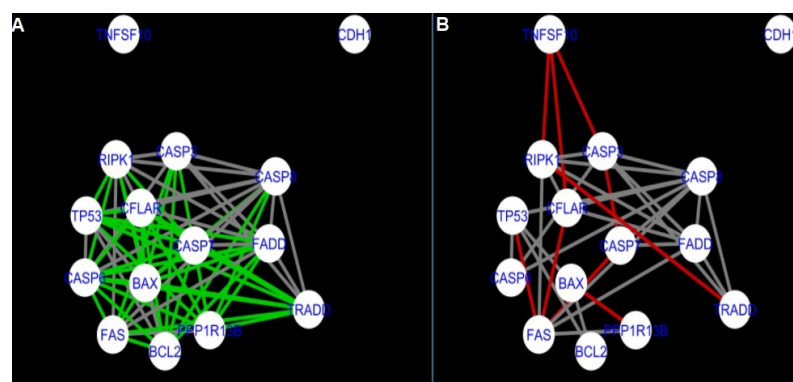 A
TNFSF10
CDH1
RIPK1
CASP3
CASP8
TP53
CFLAR
CASP7
FADD
CASP6
BAX
TRADD
FAS
PPP1R13B
BCL2
B
TNFSF10
CDH1
RIPK1
CASP3
CASP8
TP53
CFLAR
CASP7
FADD
CASP6
BAX
TRADD
FAS
PPP1R13B
BCL2